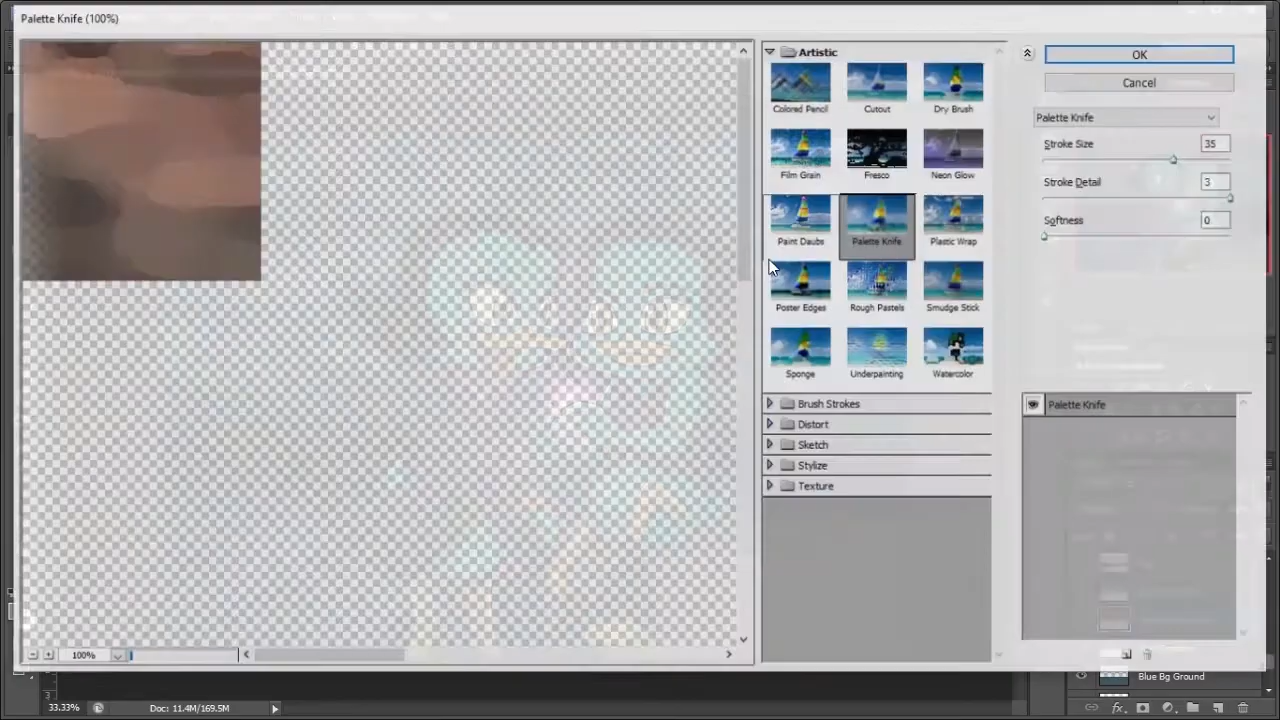 Palette Knife (100%)
Artistic
Colored Pencil
Cutout
Dry Brush
Film Grain
Fresco
Neon Glow
Paint Daubs
Palette Knife
Plastic Wrap
Poster Edges
Rough Pastels
Smudge Stick
Sponge
Underpainting
Watercolor
Brush Strokes
Distort
Sketch
Stylize
Texture
OK
Cancel
Palette Knife
Stroke Size 35
Stroke Detail 3
Softness 0
Palette Knife
100%
Blue Bg Ground
33.33% Doc: 11.4M/169.5M